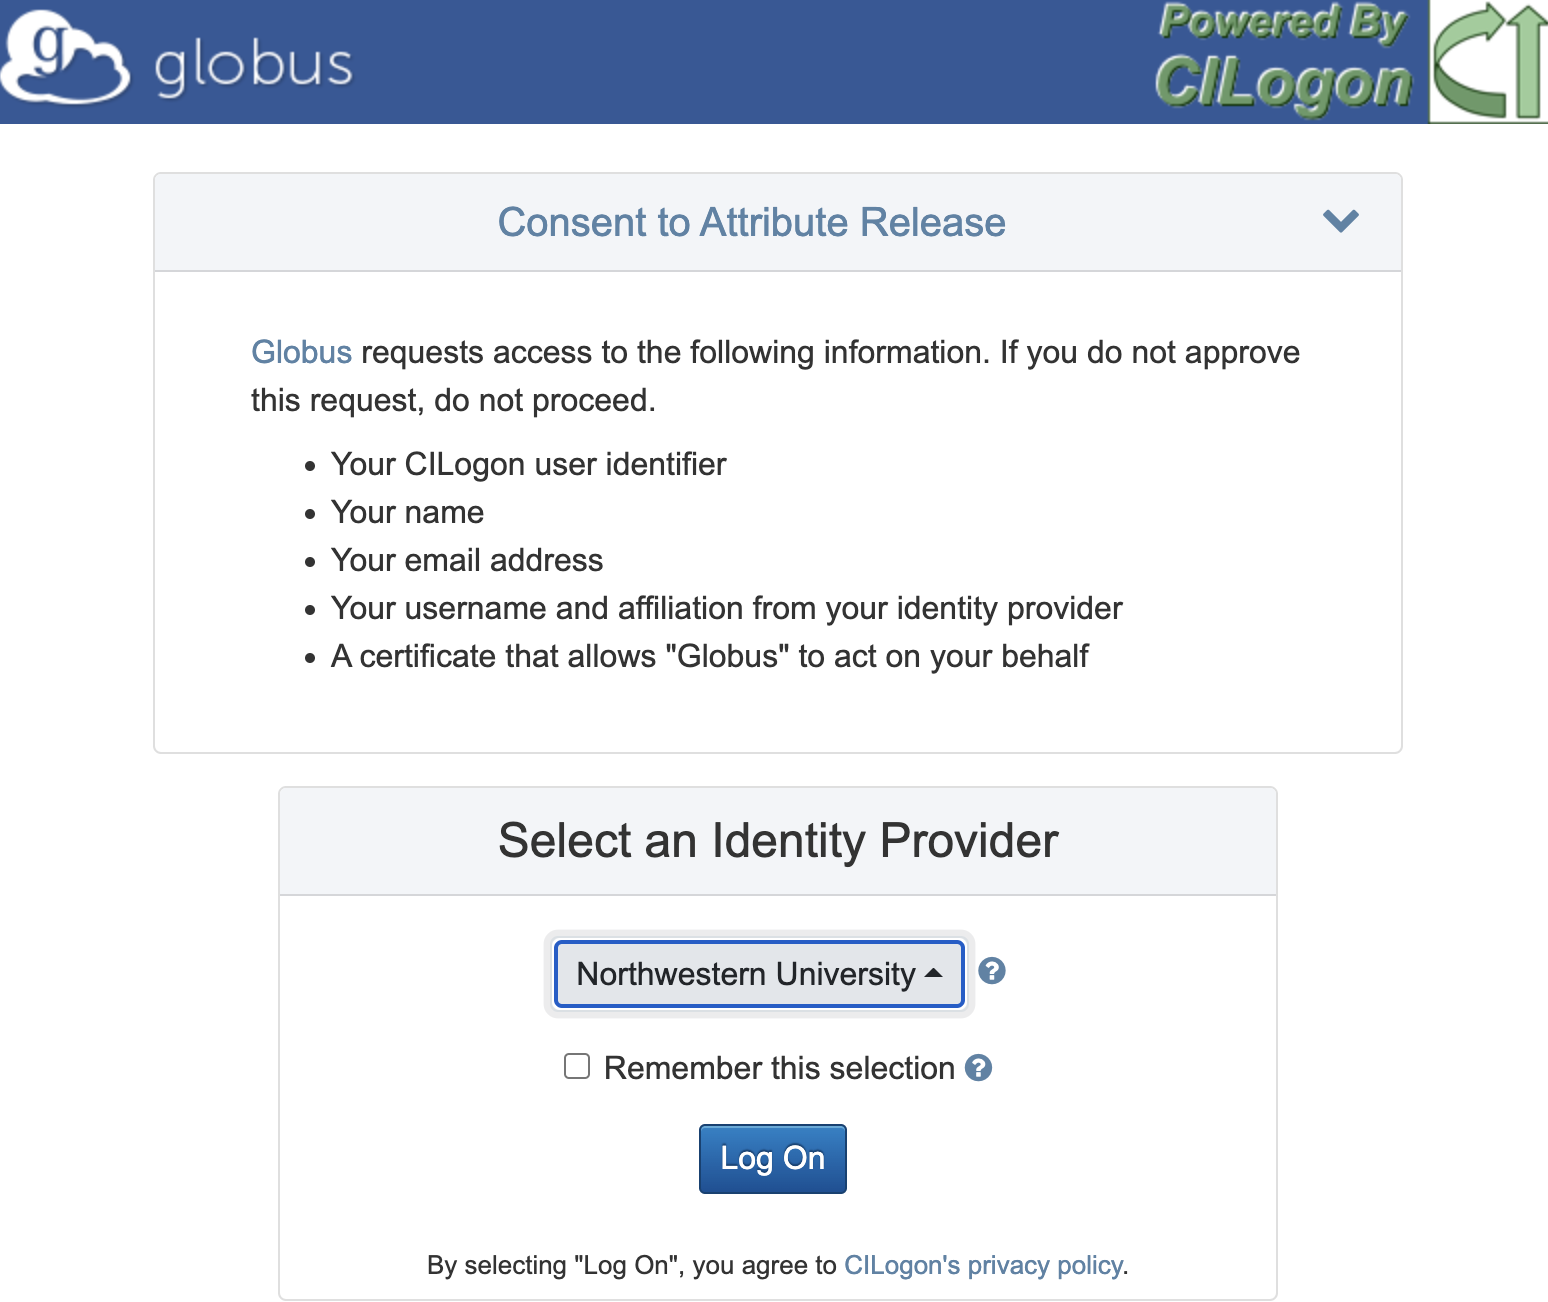 globus
Powered By
CILogon
Consent to Attribute Release
Globus requests access to the following information. If you do not approve
this request, do not proceed.
• Your CILogon user identifier
• Your name
• Your email address
• Your username and affiliation from your identity provider
• A certificate that allows "Globus" to act on your behalf
Select an Identity Provider
Northwestern University
Remember this selection
Log On
By selecting "Log On", you agree to CILogon's privacy policy.